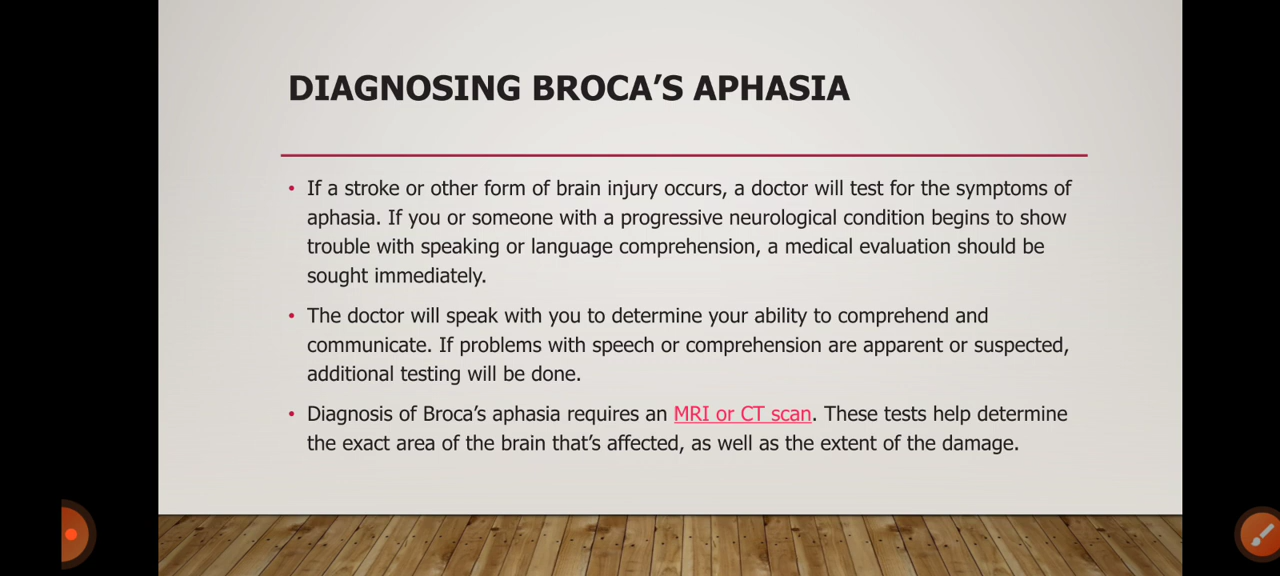 DIAGNOSING BROCA’S APHASIA
• If a stroke or other form of brain injury occurs, a doctor will test for the symptoms of
aphasia. If you or someone with a progressive neurological condition begins to show
trouble with speaking or language comprehension, a medical evaluation should be
sought immediately.
• The doctor will speak with you to determine your ability to comprehend and
communicate. If problems with speech or comprehension are apparent or suspected,
additional testing will be done.
• Diagnosis of Broca’s aphasia requires an MRI or CT scan. These tests help determine
the exact area of the brain that’s affected, as well as the extent of the damage.